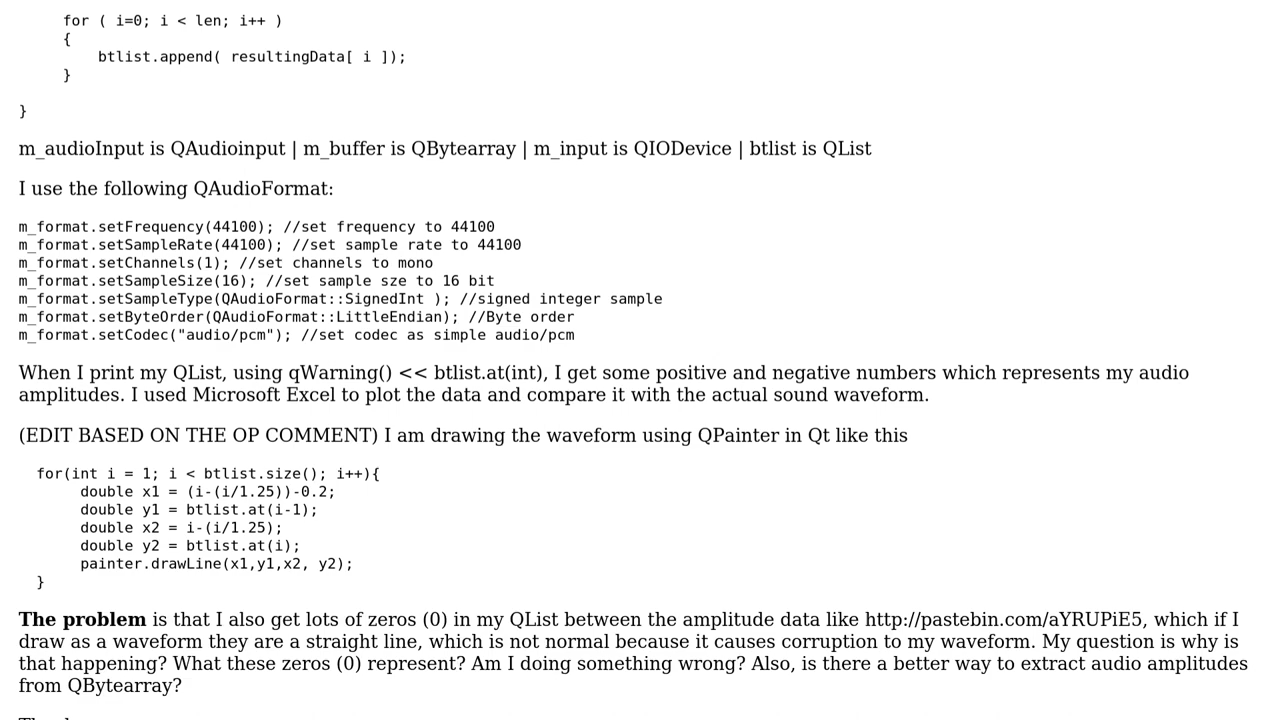 for ( i=0; i < len; i++ )
{
btlist.append( resultingData[ i ]);
}
}
m_audioInput is QAudioinput | m_buffer is QBytearray | m_input is QIODevice | btlist is QList
I use the following QAudioFormat:
m_format.setFrequency(44100); //set frequency to 44100
m_format.setSampleRate(44100); //set sample rate to 44100
m_format.setChannels(1); //set channels to mono
m_format.setSampleSize(16); //set sample sze to 16 bit
m_format.setSampleType(QAudioFormat::SignedInt ); //signed integer sample
m_format.setByteOrder(QAudioFormat::LittleEndian); //Byte order
m_format.setCodec("audio/pcm"); //set codec as simple audio/pcm
When I print my QList, using qWarning() << btlist.at(int), I get some positive and negative numbers which represents my audio
amplitudes. I used Microsoft Excel to plot the data and compare it with the actual sound waveform.
(EDIT BASED ON THE OP COMMENT) I am drawing the waveform using QPainter in Qt like this
for(int i = 1; i < btlist.size(); i++){
double x1 = (i-(i/1.25))-0.2;
double y1 = btlist.at(i-1);
double x2 = i-(i/1.25);
double y2 = btlist.at(i);
painter.drawLine(x1,y1,x2, y2);
}
The problem is that I also get lots of zeros (0) in my QList between the amplitude data like http://pastebin.com/aYRUPiE5, which if I
draw as a waveform they are a straight line, which is not normal because it causes corruption to my waveform. My question is why is
that happening? What these zeros (0) represent? Am I doing something wrong? Also, is there a better way to extract audio amplitudes
from QBytearray?